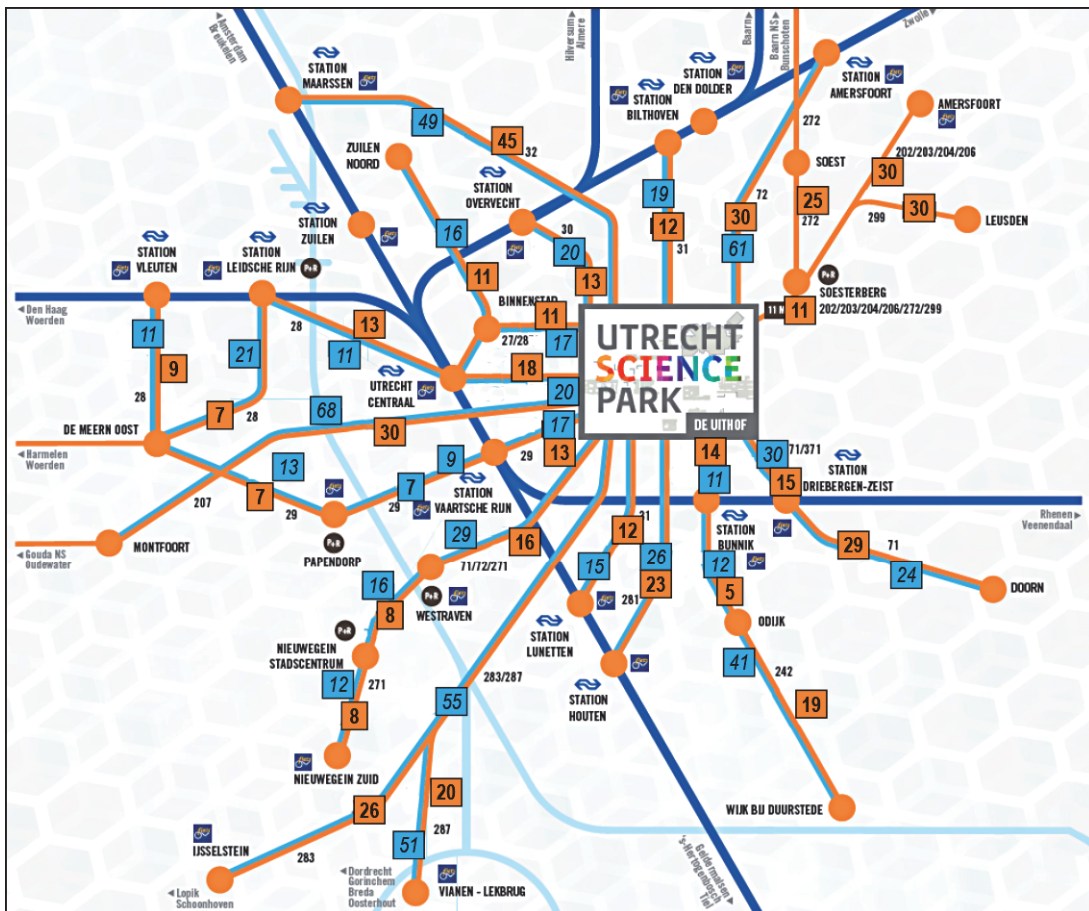 Amsterdam
Breukelen
Hilversum
Almere
Baarn
Baarn NS
Bunschoten
Zwolle
STATION
MAARSSEN
STATION
DEN DOLDER
STATION
BILTHOVEN
STATION
AMERSFOORT
AMERSFOORT
49
45
32
272
ZUILEN
NOORD
19
12
31
SOEST
202/203/204/206
30
25
272
72
30
61
299
30
LEUSDEN
STATION
OVERVECHT
30
20
13
16
11
STATION
ZUILEN
STATION
VLEUTEN
STATION
LEIDSCHE RIJN
P+R
P+R
SOESTERBERG
202/203/204/206/272/299
11
Den Haag
Woerden
11
9
28
21
28
7
28
13
11
BINNENSTAD
11
17
27/28
UTRECHT
CENTRAAL
18
UTRECHT
SCIENCE
PARK
DE UITHOF
DE MEERN OOST
Harmelen
Woerden
68
20
30
207
17
13
29
9
7
29
STATION
VAARTSCHE RIJN
13
7
29
PAPENDORP
P+R
Gouda NS
Oudewater
MONTFOORT
14
11
30
71/371
15
STATION
DRIEBERGEN-ZEIST
Rhenen
Veenendaal
STATION
BUNNIK
29
71
24
DOORN
29
16
71/72/271
P+R
WESTRAVEN
16
8
P+R
NIEUWEGEIN
STADSCENTRUM
12
271
8
NIEUWEGEIN ZUID
12
31
15
281
STATION
LUNETTEN
26
23
STATION
HOUTEN
12
5
ODIJK
41
242
19
WIJK BIJ DUURSTEDE
283/287
55
26
283
IJSSELSTEIN
Lopik
Schoonhoven
20
287
51
VIANEN - LEKBRUG
Dordrecht
Gorinchem
Breda
Oosterhout
Geldermalsen
's-Hertogenbosch
Tiel